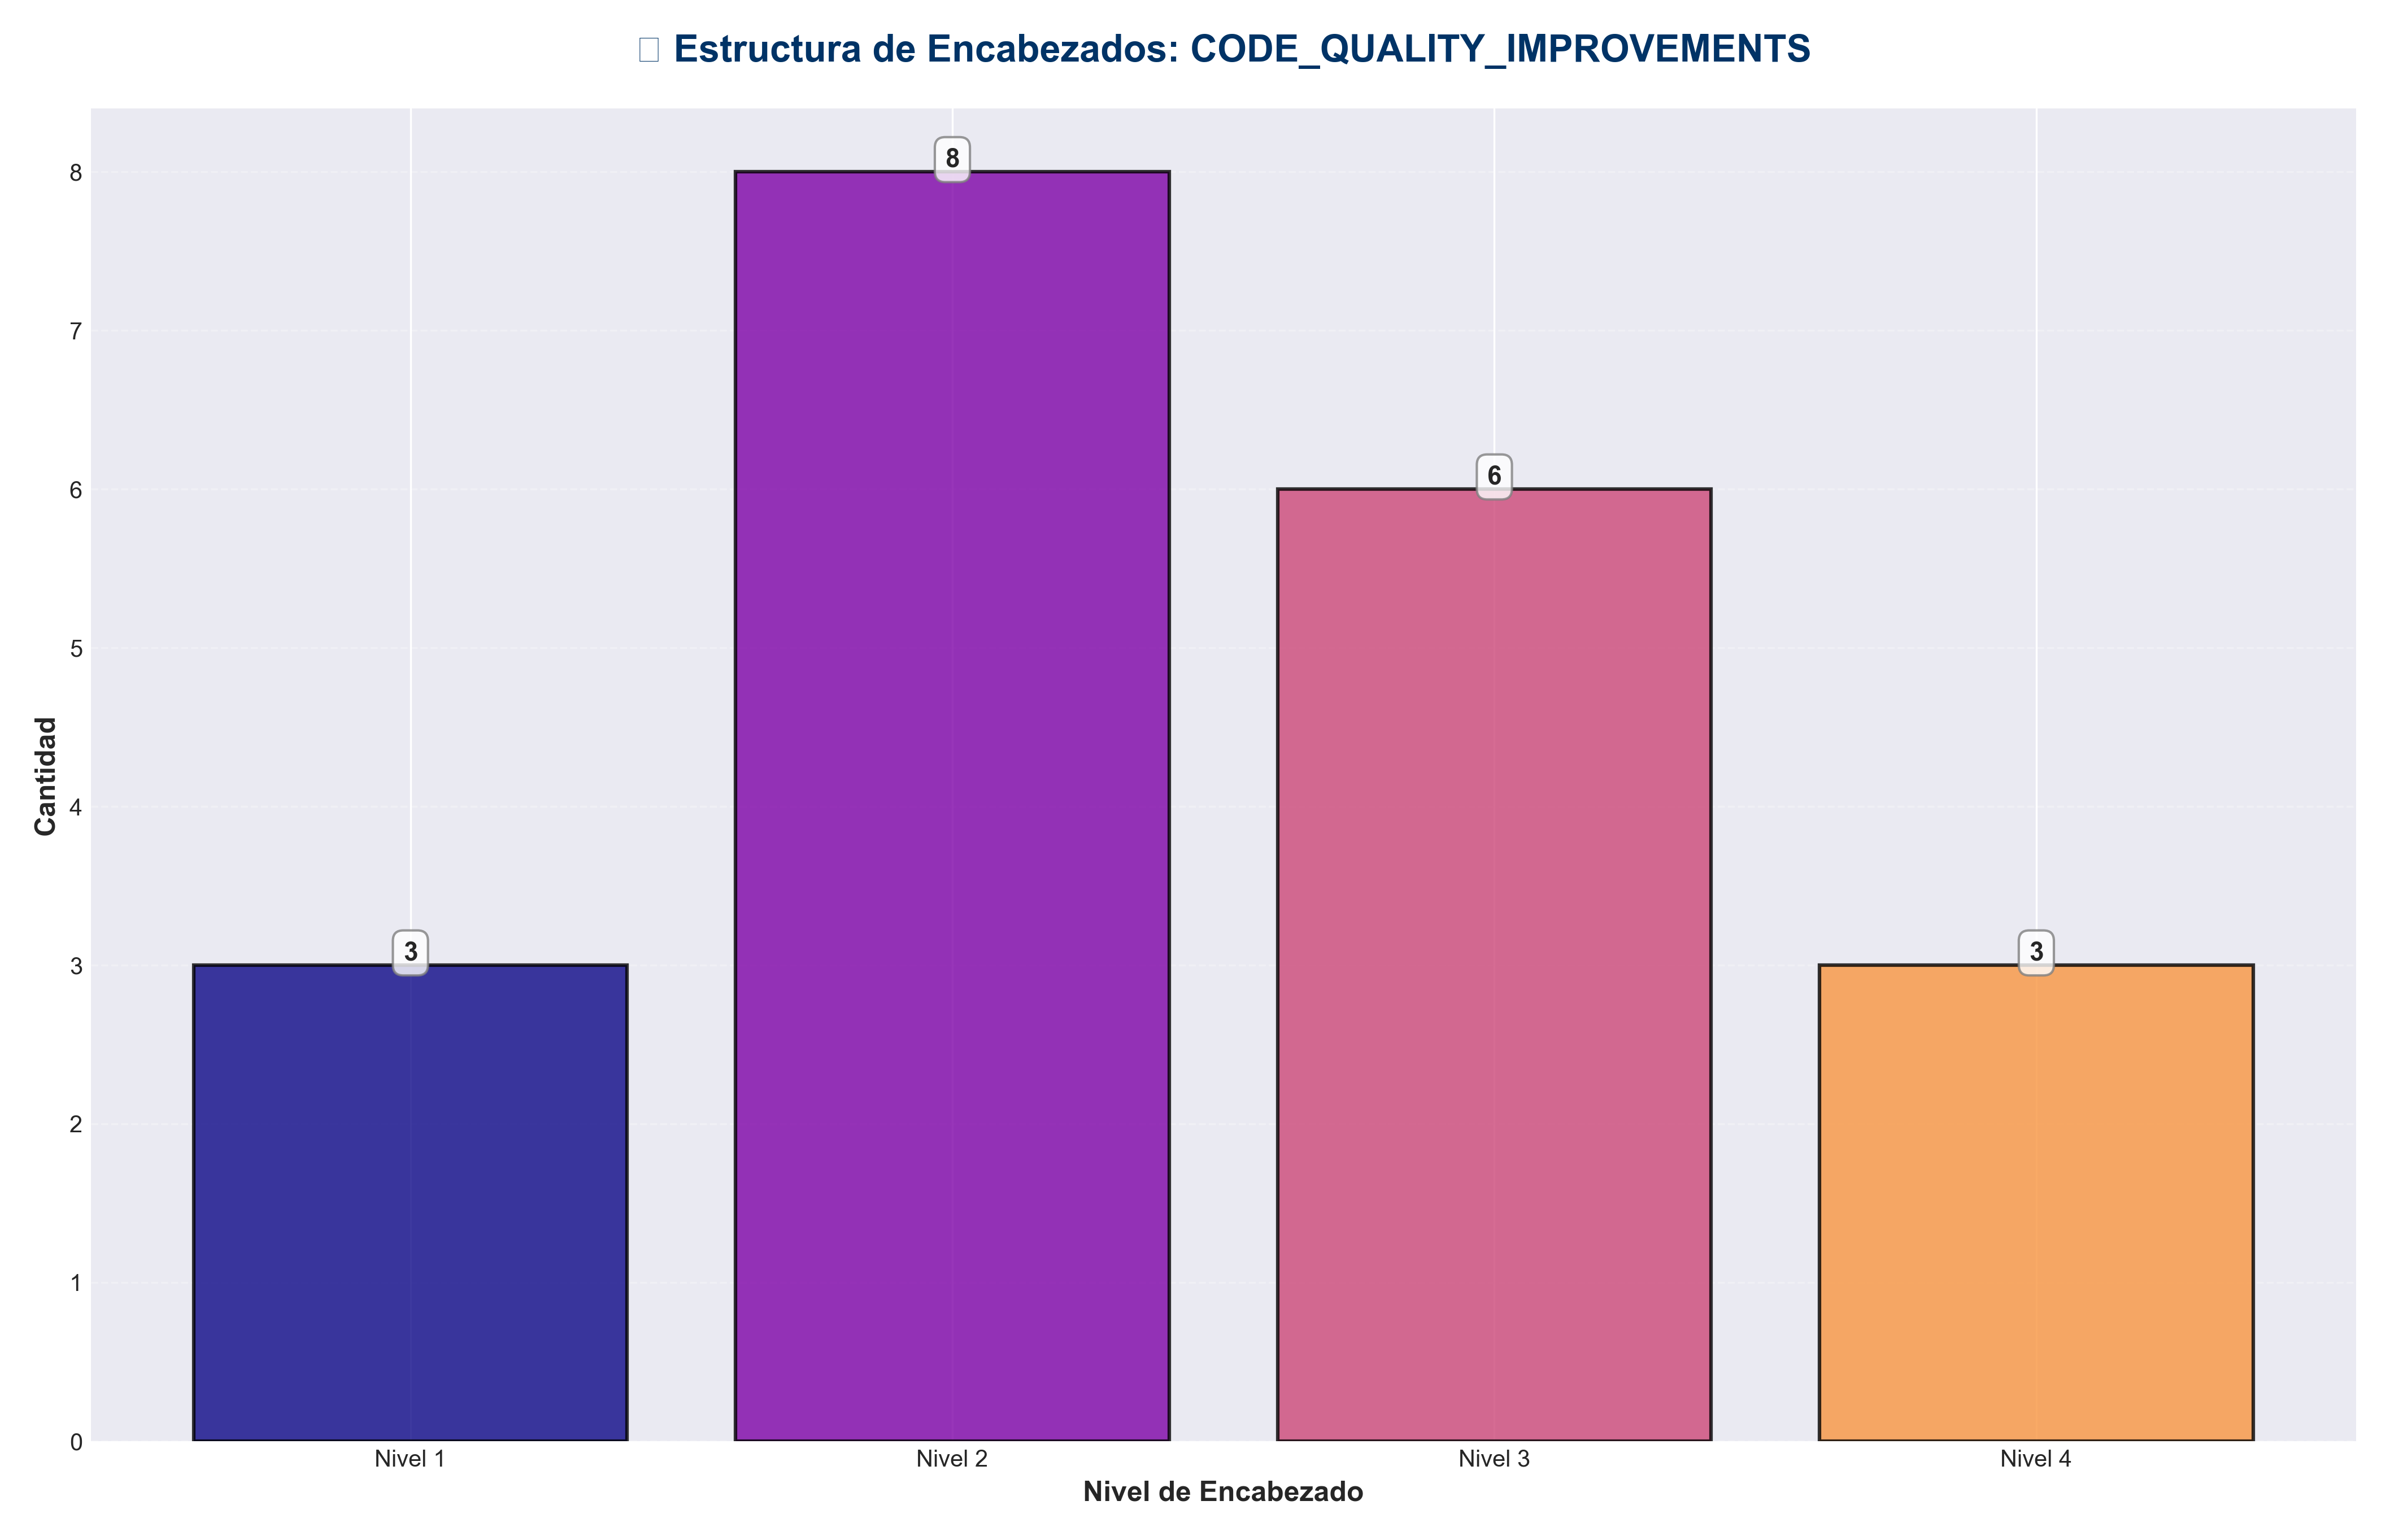 Estructura de Encabezados: CODE_QUALITY_IMPROVEMENTS
8
7
6
5
4
3
2
1
0
Cantidad
3
8
6
3
Nivel 1
Nivel 2
Nivel 3
Nivel 4
Nivel de Encabezado